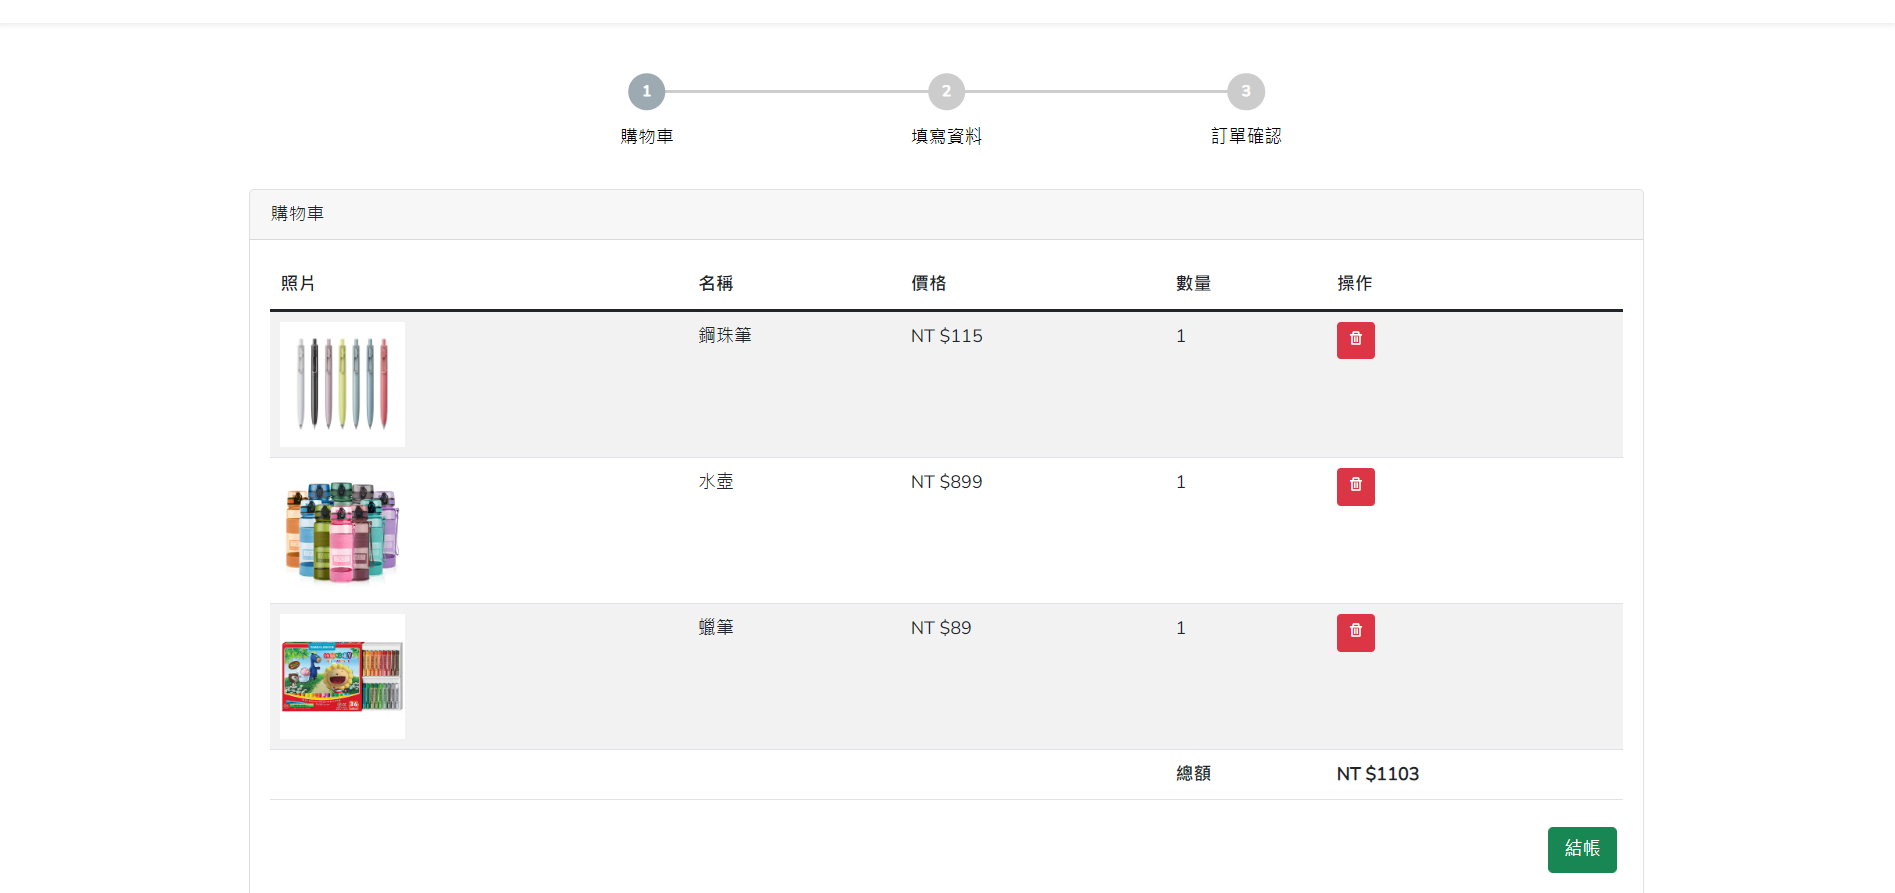 1 2 3
購物車 填寫資料 訂單確認
購物車
照片 名稱 價格 數量 操作
鋼珠筆 NT $115 1
水壺 NT $899 1
蠟筆 NT $89 1
總額 NT $1103
結帳